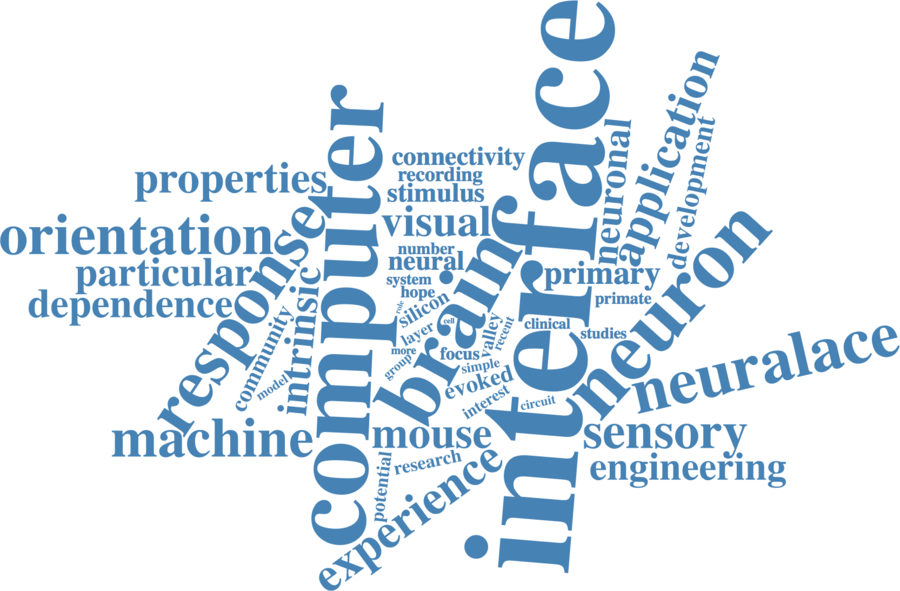 interface
computer
application
neuronal
development
connectivity
recording
stimulus
properties
visual
response
orientation
brain
neuron
number
neural
particular
primary
system
hope
primate
dependence
intrinsic
silicon
role
cell
community
layer
valley
recent
clinical
studies
more
focus
group
simple
model
evoked
neuralace
interest
circuit
machine
mouse
sensory
research
potential
engineering
experience